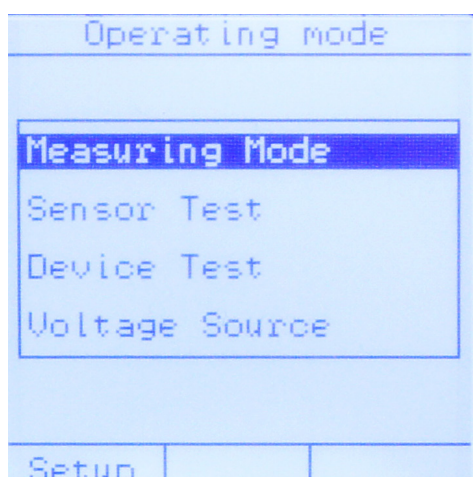 Operating mode
Measuring Mode
Sensor Test
Device Test
Voltage Source
Setup